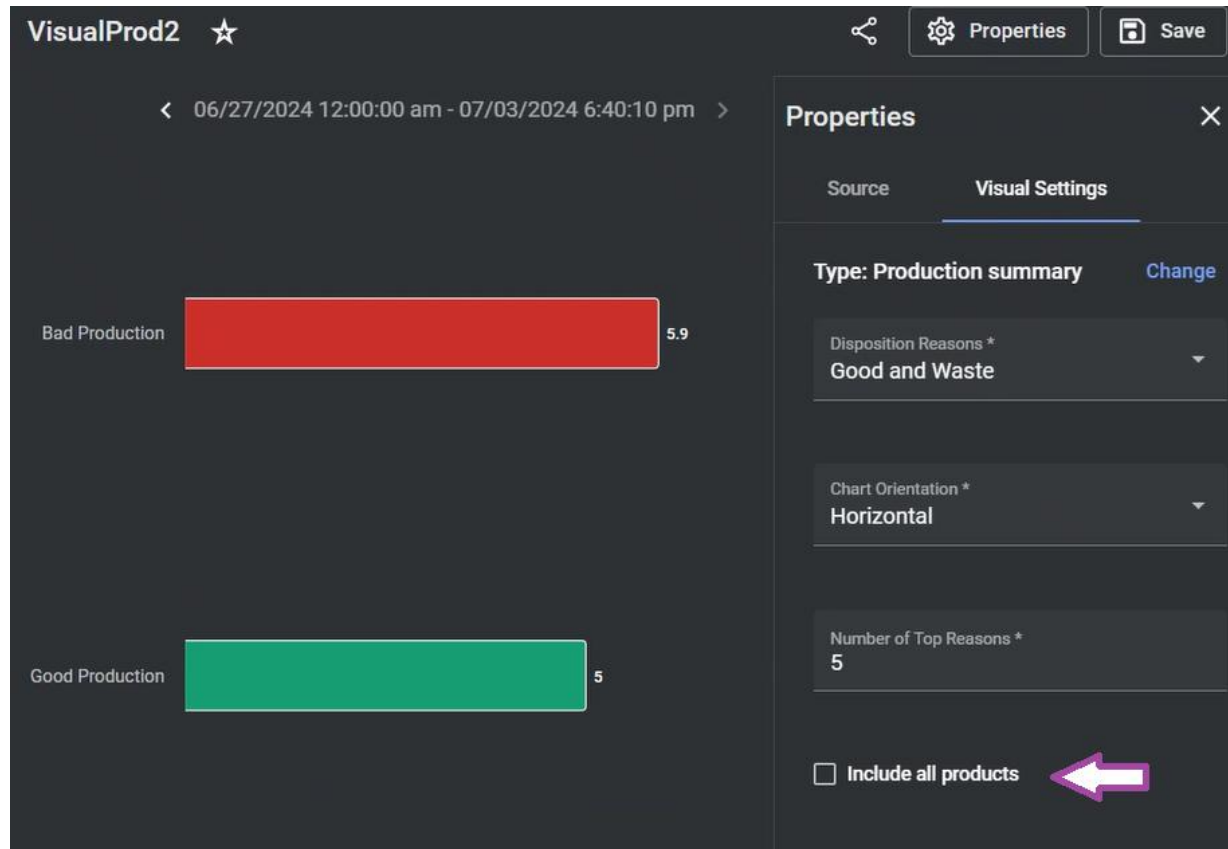 VisualProd2
Properties
Save
06/27/2024 12:00:00 am - 07/03/2024 6:40:10 pm
Bad Production
5.9
Good Production
5
Properties
Source
Visual Settings
Type: Production summary
Change
Disposition Reasons *
Good and Waste
Chart Orientation *
Horizontal
Number of Top Reasons *
5
Include all products